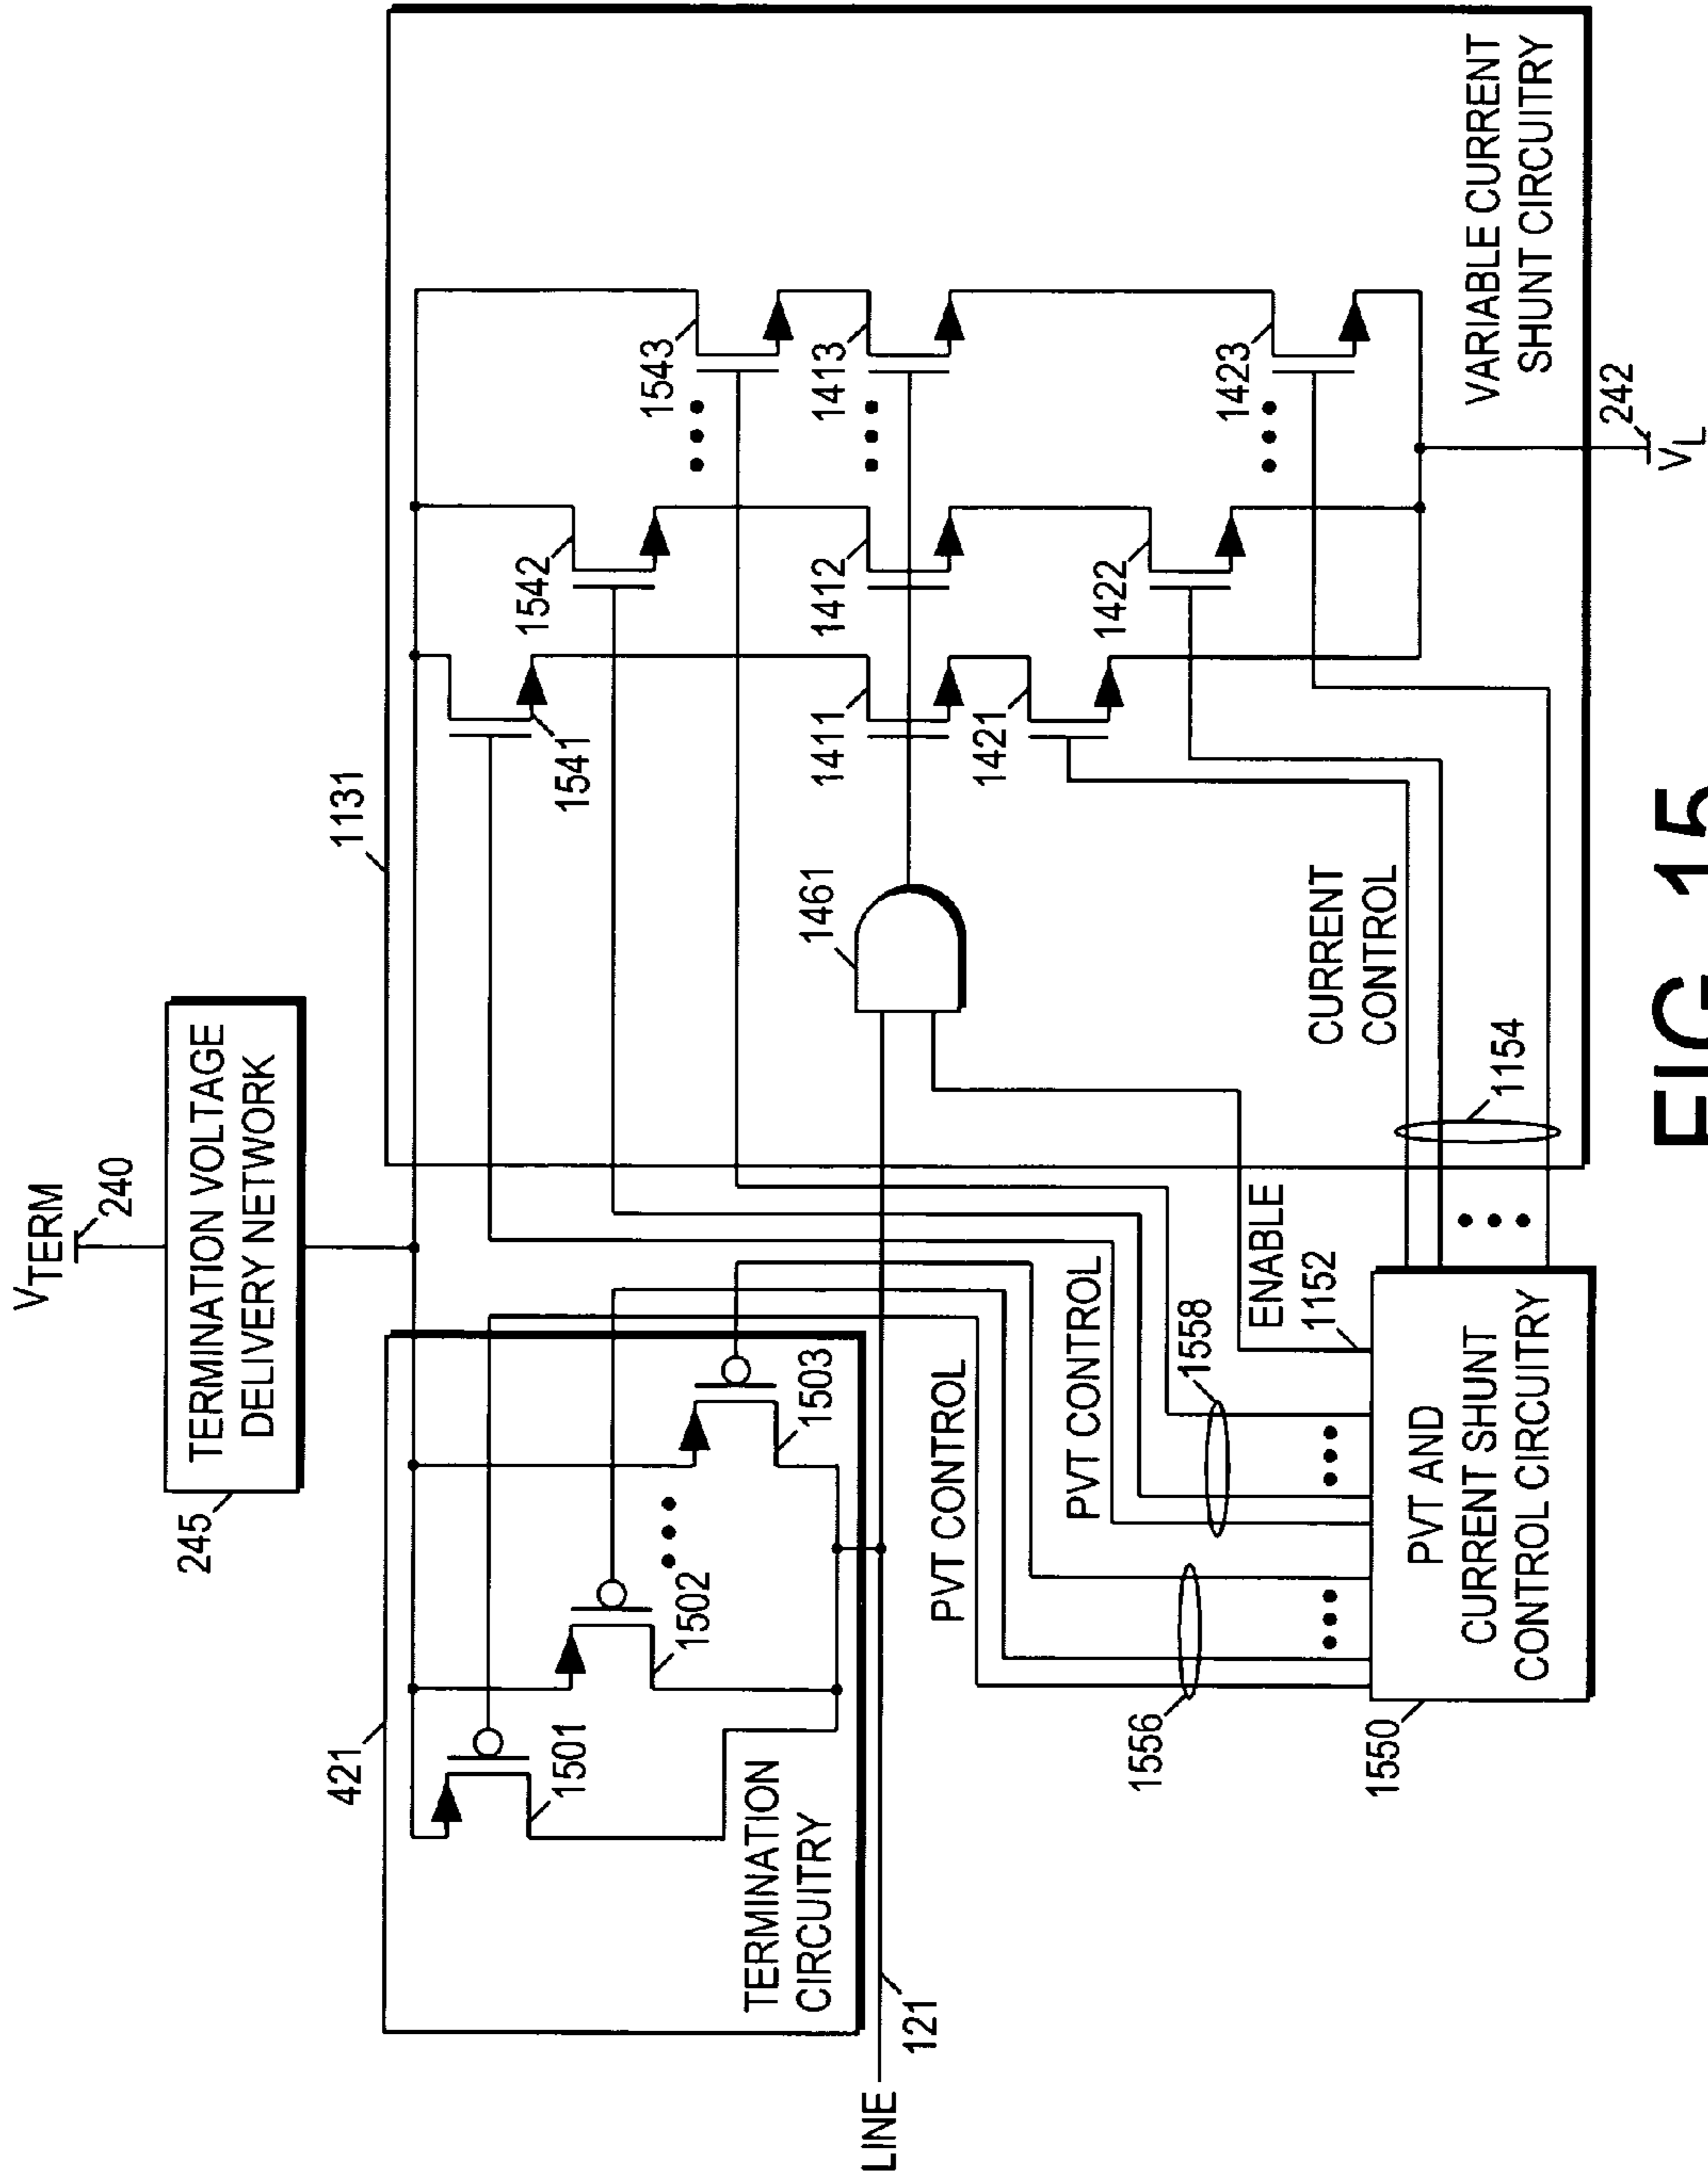 VTERM
240
TERMINATION VOLTAGE
DELIVERY NETWORK
245
1131
421
1501
1502
1503
TERMINATION
CIRCUITRY
LINE
121
1541
1542
1543
1411
1412
1413
1421
1422
1423
1461
PVT CONTROL
PVT CONTROL
ENABLE
CURRENT
CONTROL
1556
1558
1152
1154
1550
PVT AND
CURRENT SHUNT
CONTROL CIRCUITRY
VARIABLE CURRENT
SHUNT CIRCUITRY
242
VL
FIG. 15